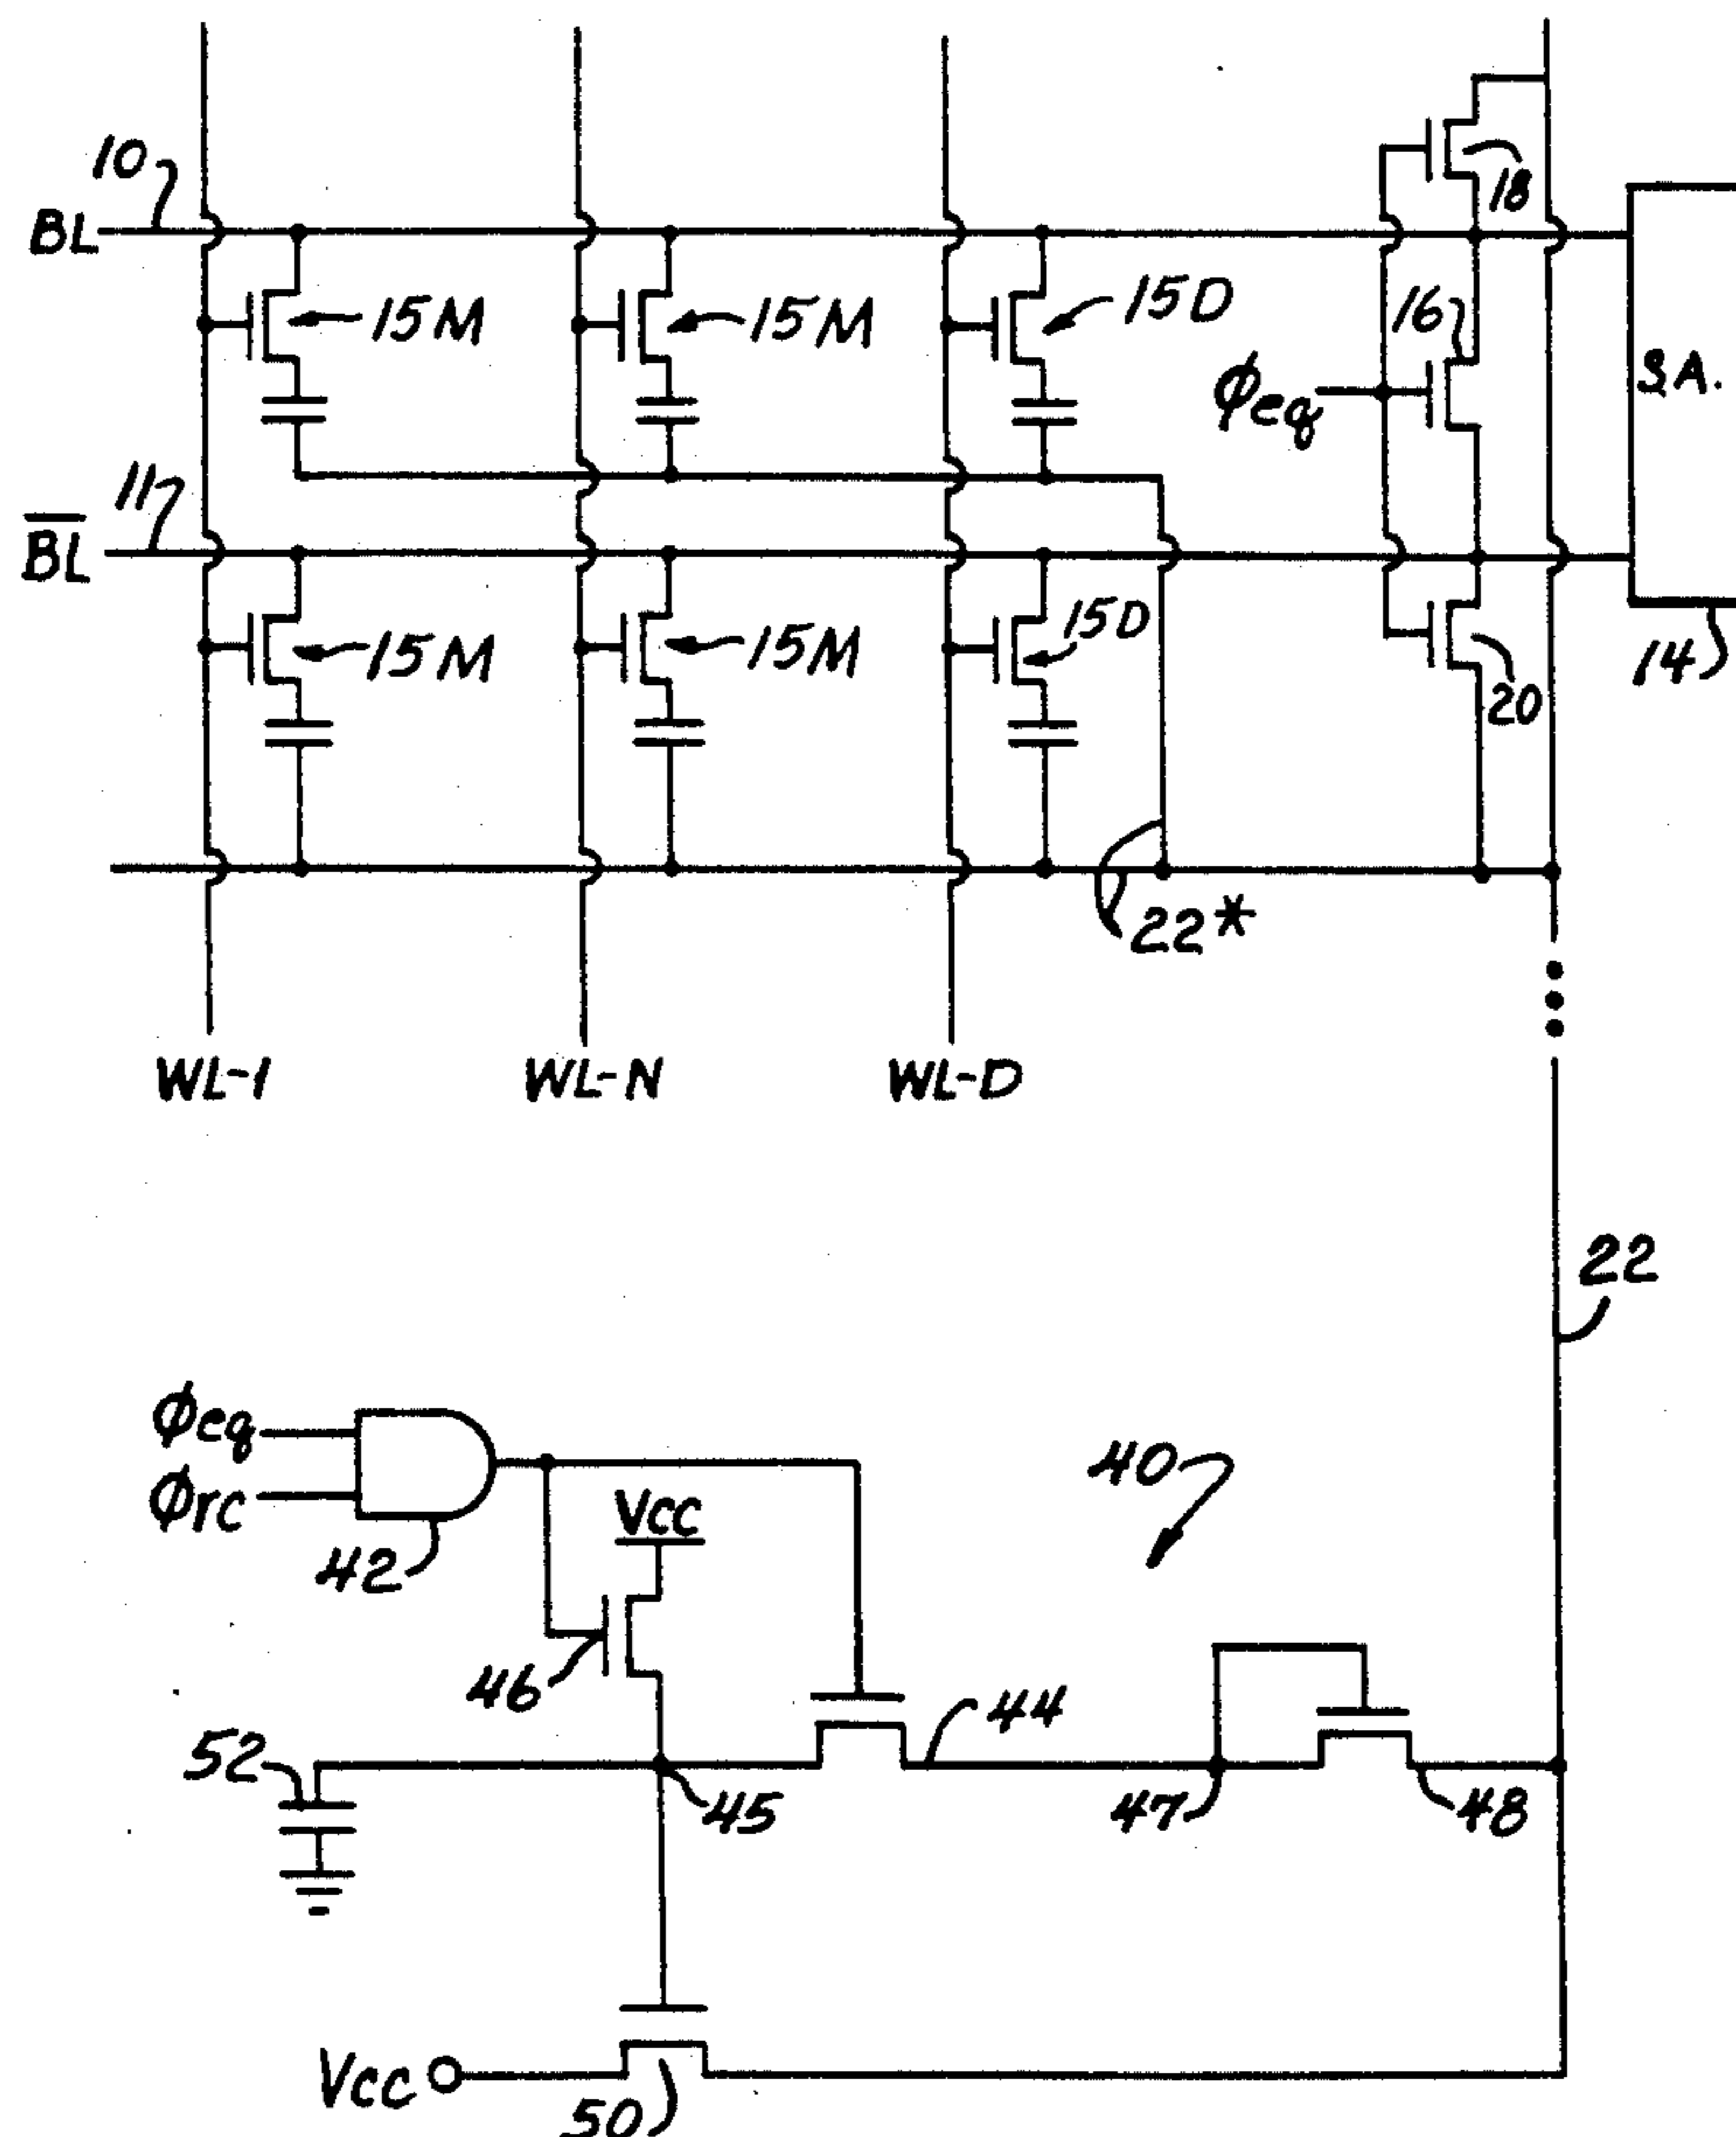 10
BL
18
15M
15M
15D
16
ϕeq
S.A.
11
B̅L̅
15M
15M
15D
14
20
22*
WL-1
WL-N
WL-D
22
ϕeq
ϕrc
42
Vcc
40
46
44
52
45
47
48
Vcc
50